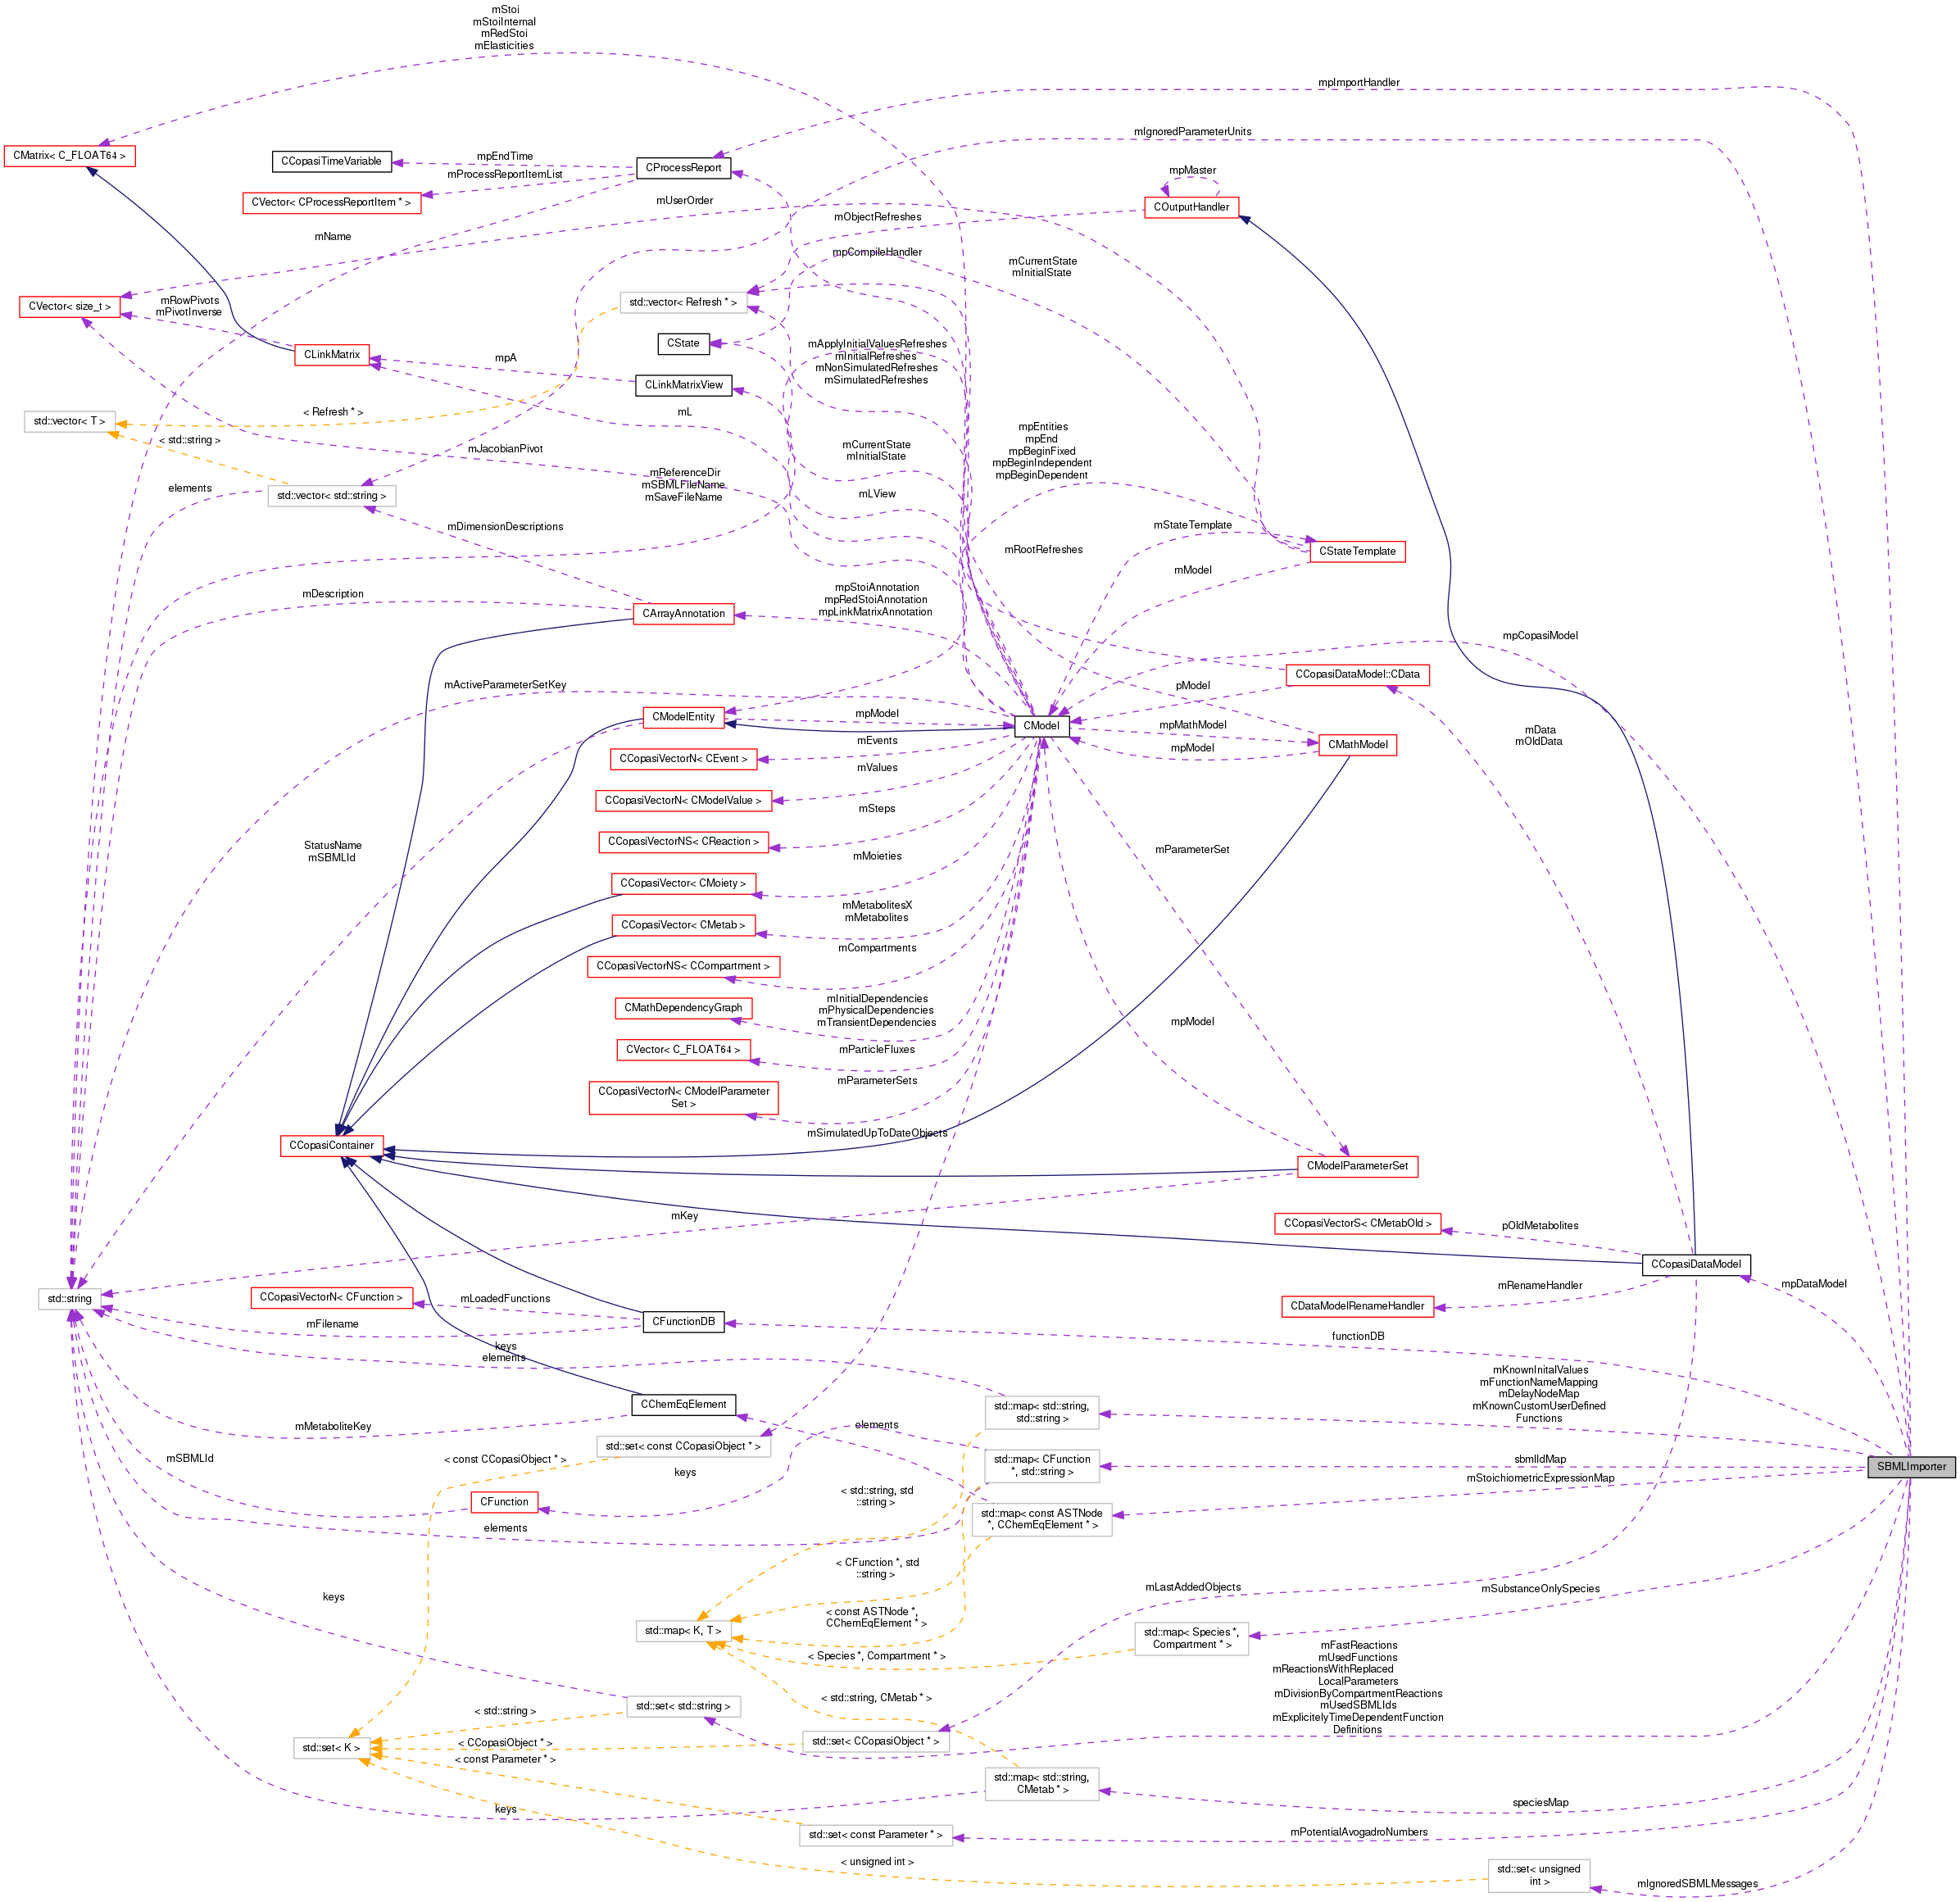 mStoi
mStoiInternal
mRedStoi
mElasticities
mpImportHandler
mIgnoredParameterUnits
CMatrix< C_FLOAT64 >
CCopasiTimeVariable
mpEndTime
CProcessReport
mpMaster
mProcessReportItemList
CVector< CProcessReportItem * >
mUserOrder
COutputHandler
mObjectRefreshes
mName
mpCompileHandler
mCurrentState
mInitialState
mRowPivots
mPivotInverse
CVector< size_t >
std::vector< Refresh * >
CState
mApplyInitialValuesRefreshes
mInitialRefreshes
mNonSimulatedRefreshes
mSimulatedRefreshes
CLinkMatrix
mpA
CLinkMatrixView
std::vector< T >
< Refresh * >
mL
< std::string >
mJacobianPivot
mCurrentState
mInitialState
mpEntities
mpEnd
mpBeginFixed
mpBeginIndependent
mpBeginDependent
mReferenceDir
mSBMLFileName
mSaveFileName
elements
std::vector< std::string >
mLView
mDimensionDescriptions
mStateTemplate
mRootRefreshes
CStateTemplate
mModel
mDescription
CArrayAnnotation
mpStoiAnnotation
mpRedStoiAnnotation
mpLinkMatrixAnnotation
mpCopasiModel
CCopasiDataModel::CData
mActiveParameterSetKey
pModel
CModelEntity
mpModel
CModel
mpMathModel
mpModel
CMathModel
mData
mOldData
mEvents
CCopasiVectorN< CEvent >
mValues
CCopasiVectorN< CModelValue >
mSteps
CCopasiVectorNS< CReaction >
StatusName
mSBMLId
mMoieties
mParameterSet
CCopasiVector< CMoiety >
mMetabolitesX
mMetabolites
CCopasiVector< CMetab >
mCompartments
CCopasiVectorNS< CCompartment >
mInitialDependencies
mPhysicalDependencies
mTransientDependencies
CMathDependencyGraph
mpModel
CVector< C_FLOAT64 >
mParticleFluxes
mParameterSets
CCopasiVectorN< CModelParameter
Set >
CCopasiContainer
mSimulatedUpToDateObjects
CModelParameterSet
mKey
CCopasiVectorS< CMetabOld >
pOldMetabolites
CCopasiDataModel
mpDataModel
mRenameHandler
CDataModelRenameHandler
std::string
CCopasiVectorN< CFunction >
mLoadedFunctions
mFilename
CFunctionDB
functionDB
keys
elements
mKnownInitalValues
mFunctionNameMapping
mDelayNodeMap
mKnownCustomUserDefined
Functions
CChemEqElement
std::map< std::string,
std::string >
mMetaboliteKey
elements
std::set< const CCopasiObject * >
mSBMLId
< const CCopasiObject * >
keys
std::map< CFunction
*, std::string >
sbmlIdMap
SBMLImporter
mStoichiometricExpressionMap
CFunction
< std::string, std
::string >
std::map< const ASTNode
*, CChemEqElement * >
elements
< CFunction *, std
::string >
keys
mLastAddedObjects
mSubstanceOnlySpecies
< const ASTNode *,
CChemEqElement * >
std::map< K, T >
std::map< Species *,
Compartment * >
< Species *, Compartment * >
mFastReactions
mUsedFunctions
mReactionsWithReplaced
LocalParameters
mDivisionByCompartmentReactions
mUsedSBMLIds
mExplicitelyTimeDependentFunction
Definitions
std::set< std::string >
< std::string, CMetab * >
< std::string >
std::set< K >
< CCopasiObject * >
std::set< CCopasiObject * >
< const Parameter * >
std::map< std::string,
CMetab * >
keys
speciesMap
std::set< const Parameter * >
mPotentialAvogadroNumbers
< unsigned int >
std::set< unsigned
int >
mIgnoredSBMLMessages